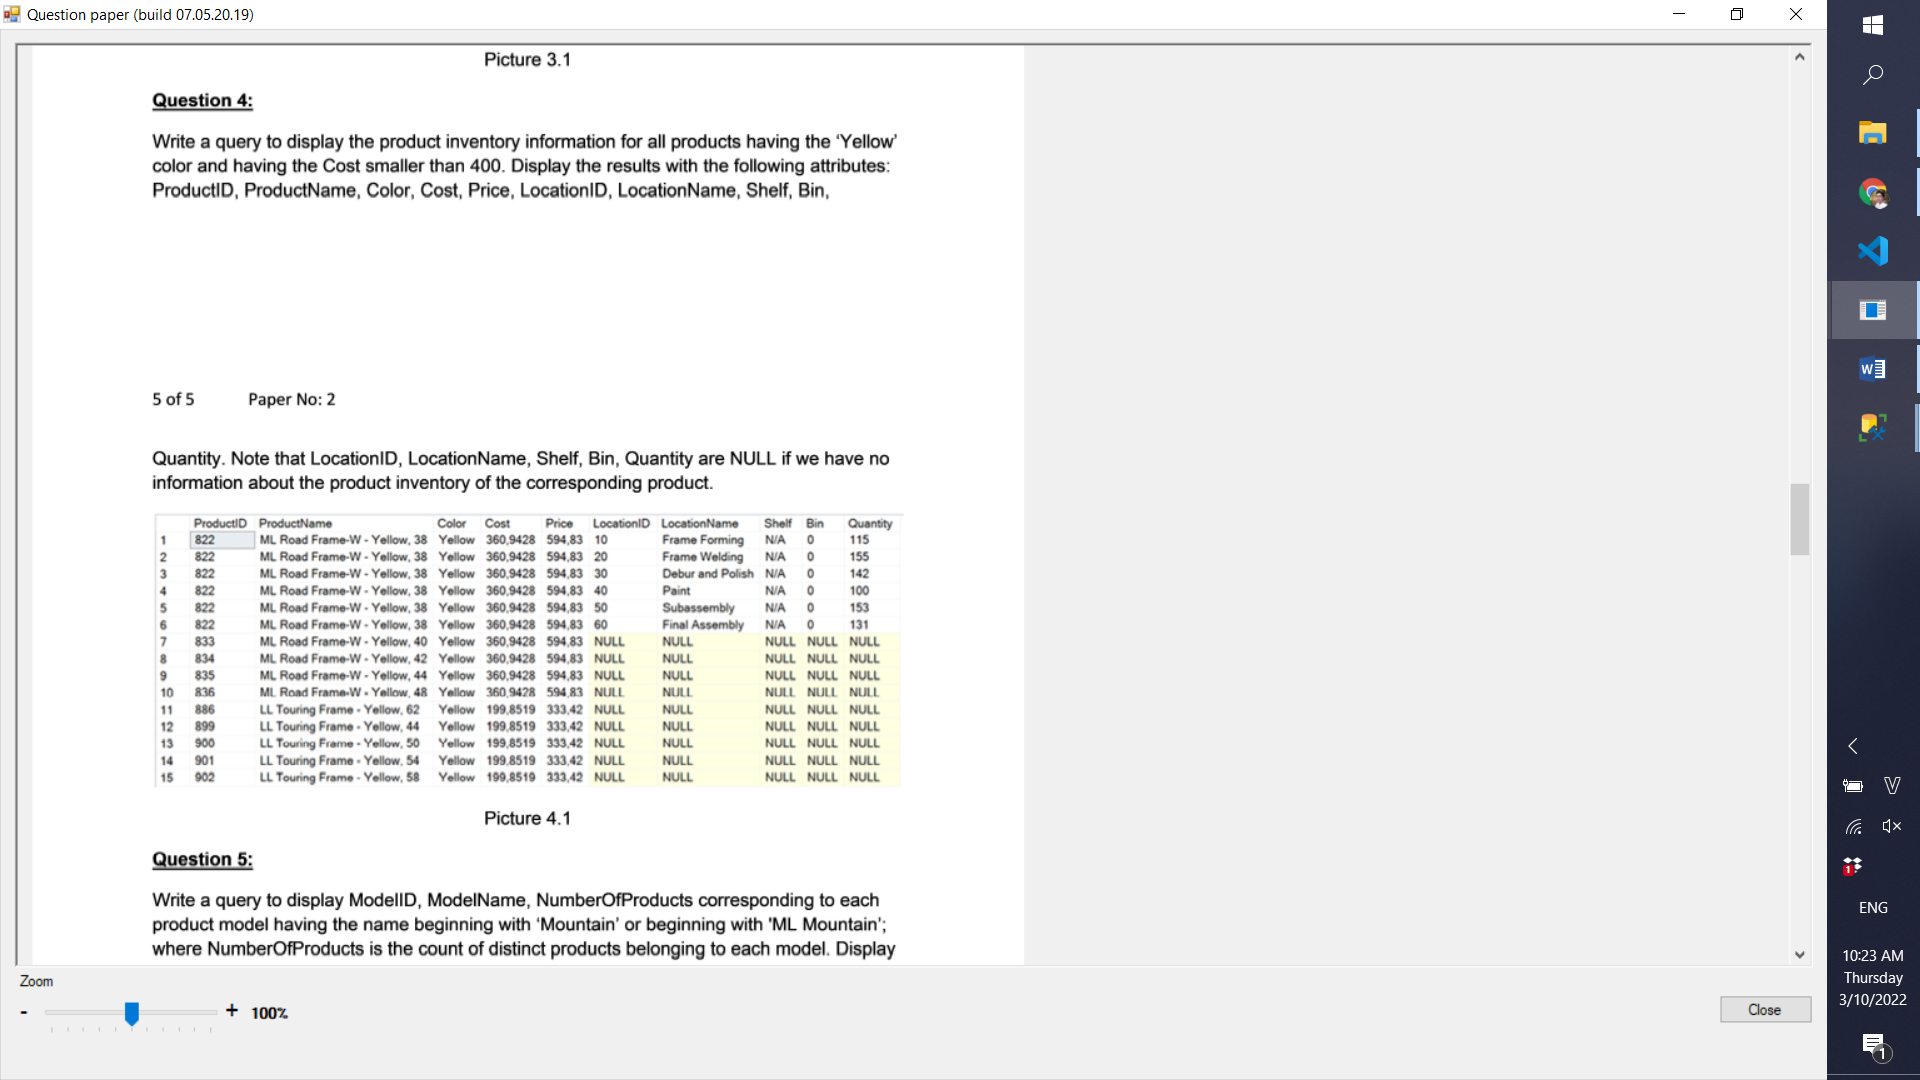 Question paper (build 07.05.20.19)
Picture 3.1
Question 4:
Write a query to display the product inventory information for all products having the ‘Yellow’
color and having the Cost smaller than 400. Display the results with the following attributes:
ProductID, ProductName, Color, Cost, Price, LocationID, LocationName, Shelf, Bin,
5 of 5 Paper No: 2
Quantity. Note that LocationID, LocationName, Shelf, Bin, Quantity are NULL if we have no
information about the product inventory of the corresponding product.
ProductID ProductName Color Cost Price LocationID LocationName Shelf Bin Quantity
1 822 ML Road Frame-W - Yellow, 38 Yellow 360,9428 594,83 10 Frame Forming N/A 0 115
2 822 ML Road Frame-W - Yellow, 38 Yellow 360,9428 594,83 20 Frame Welding N/A 0 155
3 822 ML Road Frame-W - Yellow, 38 Yellow 360,9428 594,83 30 Debur and Polish N/A 0 142
4 822 ML Road Frame-W - Yellow, 38 Yellow 360,9428 594,83 40 Paint N/A 0 100
5 822 ML Road Frame-W - Yellow, 38 Yellow 360,9428 594,83 50 Subassembly N/A 0 153
6 822 ML Road Frame-W - Yellow, 38 Yellow 360,9428 594,83 60 Final Assembly N/A 0 131
7 833 ML Road Frame-W - Yellow, 40 Yellow 360,9428 594,83 NULL NULL NULL NULL NULL
8 834 ML Road Frame-W - Yellow, 42 Yellow 360,9428 594,83 NULL NULL NULL NULL NULL
9 835 ML Road Frame-W - Yellow, 44 Yellow 360,9428 594,83 NULL NULL NULL NULL NULL
10 836 ML Road Frame-W - Yellow, 48 Yellow 360,9428 594,83 NULL NULL NULL NULL NULL
11 886 LL Touring Frame - Yellow, 62 Yellow 199,8519 333,42 NULL NULL NULL NULL NULL
12 899 LL Touring Frame - Yellow, 44 Yellow 199,8519 333,42 NULL NULL NULL NULL NULL
13 900 LL Touring Frame - Yellow, 50 Yellow 199,8519 333,42 NULL NULL NULL NULL NULL
14 901 LL Touring Frame - Yellow, 54 Yellow 199,8519 333,42 NULL NULL NULL NULL NULL
15 902 LL Touring Frame - Yellow, 58 Yellow 199,8519 333,42 NULL NULL NULL NULL NULL
Picture 4.1
Question 5:
Write a query to display ModelID, ModelName, NumberOfProducts corresponding to each
product model having the name beginning with ‘Mountain’ or beginning with 'ML Mountain';
where NumberOfProducts is the count of distinct products belonging to each model. Display
Zoom
- + 100%
Close
1
ENG
10:23 AM
Thursday
3/10/2022
1